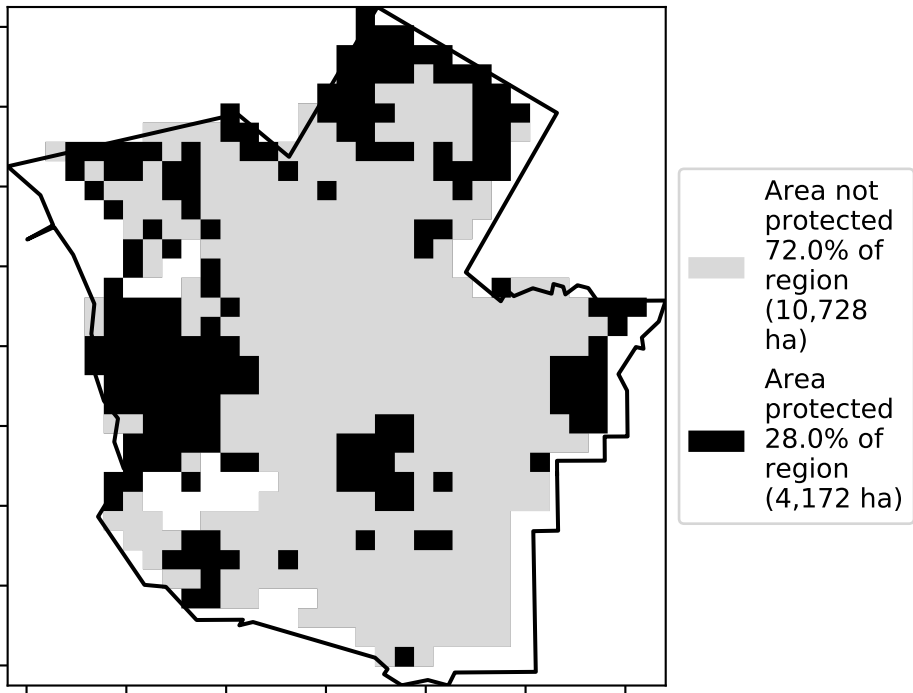 Area not
protected
72.0% of
region
(10,728
ha)
Area
protected
28.0% of
region
(4,172 ha)